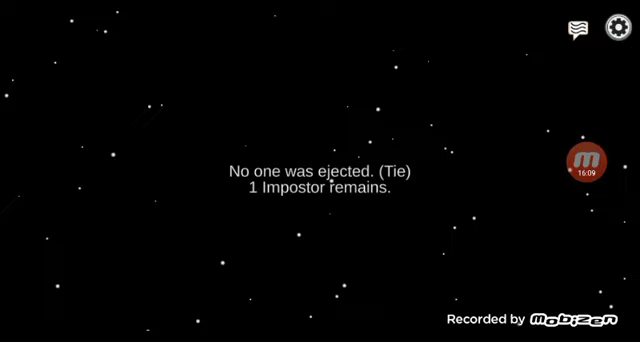 No one was ejected. (Tie)
1 Impostor remains.
16:09
Recorded by mobizen